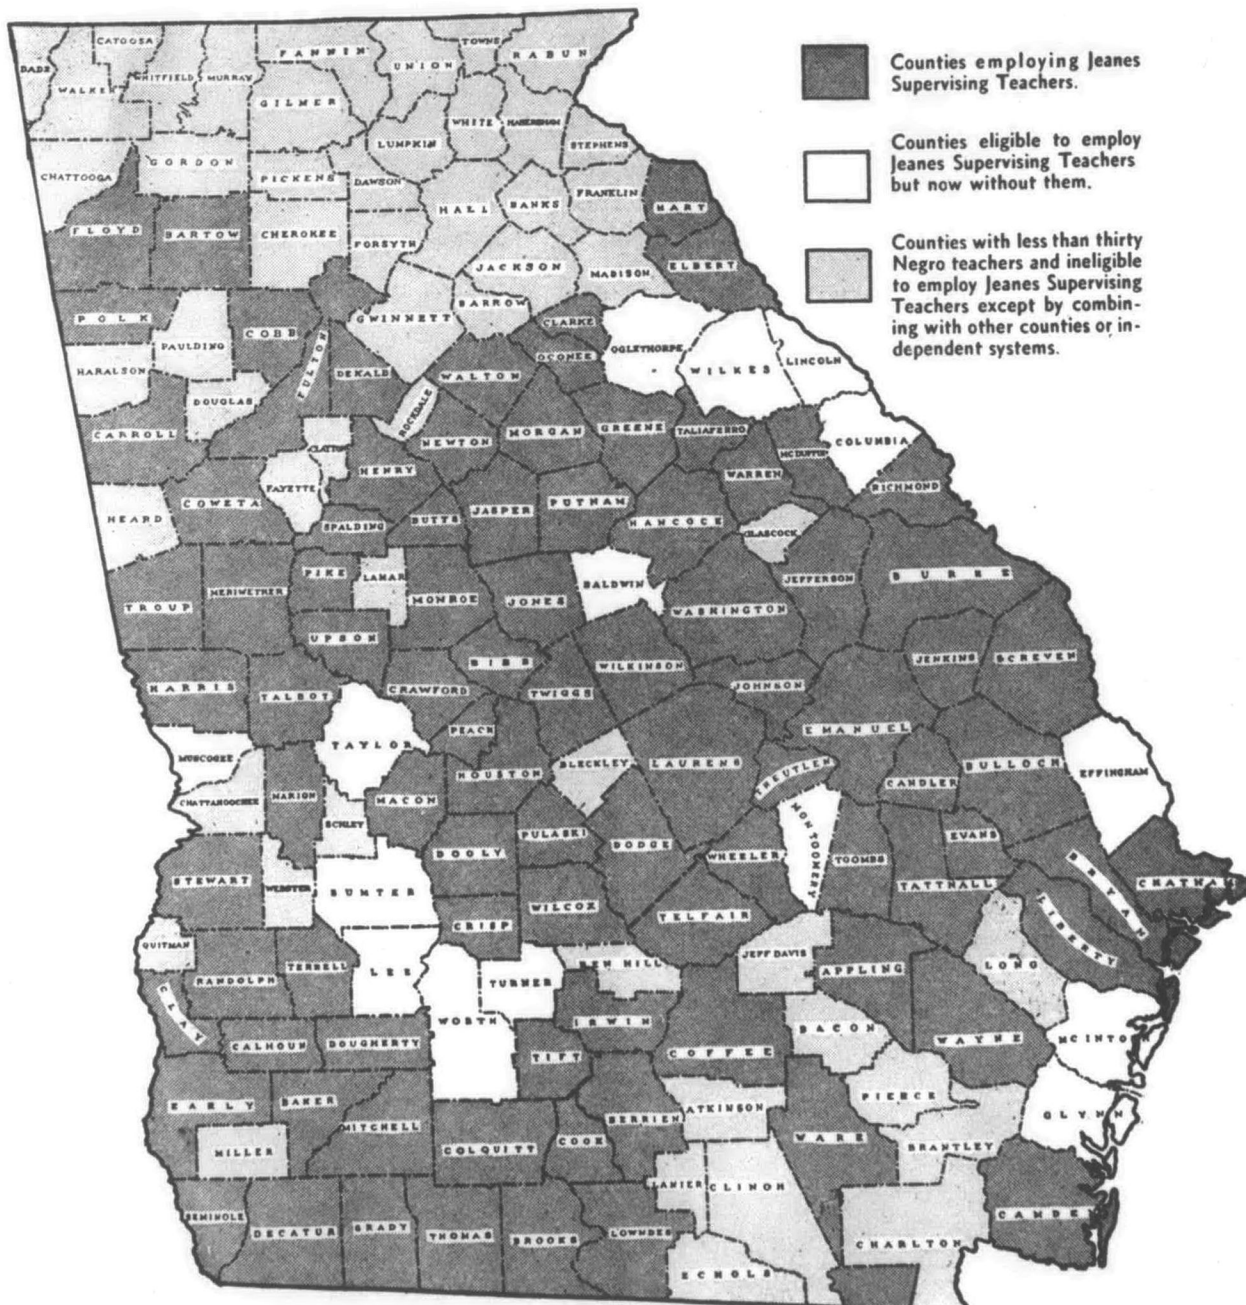 Counties employing Jeanes
Supervising Teachers.
Counties eligible to employ
Jeanes Supervising Teachers
but now without them.
Counties with less than thirty
Negro teachers and ineligible
to employ Jeanes Supervising
Teachers except by combin-
ing with other counties or in-
dependent systems.
DADE
CATOOSA
WALKER
WHITFIELD
MURRAY
FANNIN
UNION
TOWNS
RABUN
GILMER
LUMPKIN
WHITE
HABERSHAM
STEPHENS
CHATTOOGA
GORDON
PICKENS
DAWSON
HALL
BANKS
FRANKLIN
HART
FLOYD
BARTOW
CHEROKEE
FORSYTH
JACKSON
MADISON
ELBERT
POLK
PAULDING
COBB
GWINNETT
BARROW
CLARKE
OGLETHORPE
WILKES
LINCOLN
HARALSON
DOUGLAS
FULTON
DEKALB
WALTON
OCONEE
CARROLL
CLAYTON
ROCKDALE
NEWTON
MORGAN
GREENE
TALIAFERRO
MCDUFFIE
COLUMBIA
HEARD
COWETA
FAYETTE
HENRY
SPALDING
BUTTS
JASPER
PUTNAM
HANCOCK
WARREN
RICHMOND
GLASCOCK
TROUP
MERIWETHER
PIKE
LAMAR
MONROE
JONES
BALDWIN
WASHINGTON
JEFFERSON
BURKE
UPSON
BIBB
WILKINSON
JENKINS
SCREVEN
HARRIS
TALBOT
CRAWFORD
TWIGGS
JOHNSON
MUSCOGEE
TAYLOR
PEACH
EMANUEL
CHATTAHOOCHEE
MARION
SCHLEY
MACON
HOUSTON
BLECKLEY
LAURENS
TREUTLEN
CANDLER
BULLOCH
EFFINGHAM
STEWART
WEBSTER
SUMTER
DOOLY
PULASKI
DODGE
WHEELER
MONTGOMERY
TOOMBS
TATTNALL
EVANS
BRYAN
CHATHAM
QUITMAN
RANDOLPH
TERRELL
LEE
CRISP
WILCOX
TELFAIR
LIBERTY
CLAY
CALHOUN
DOUGHERTY
WORTH
TURNER
BEN HILL
JEFF DAVIS
APPLING
LONG
IRWIN
TIFT
COFFEE
BACON
WAYNE
MCINTOSH
EARLY
BAKER
MITCHELL
COLQUITT
COOK
BERRIEN
ATKINSON
WARE
PIERCE
BRANTLEY
GLYNN
MILLER
LANIER
CLINCH
SEMINOLE
DECATUR
GRADY
THOMAS
BROOKS
LOWNDES
ECHOLS
CHARLTON
CAMDEN